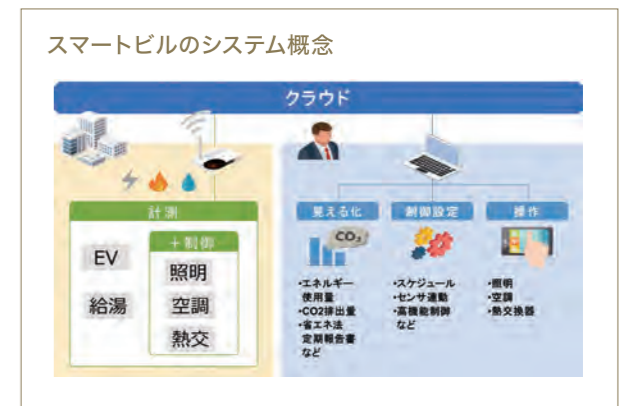 スマートビルのシステム概念
クラウド
計測
EV
給湯
＋制御
照明
空調
熱交
見える化
CO₂
・エネルギー
使用量
・CO2排出量
・省エネ法
定期報告書
など
制御設定
・スケジュール
・センサ連動
・高機能制御
など
操作
・照明
・空調
・熱交換器